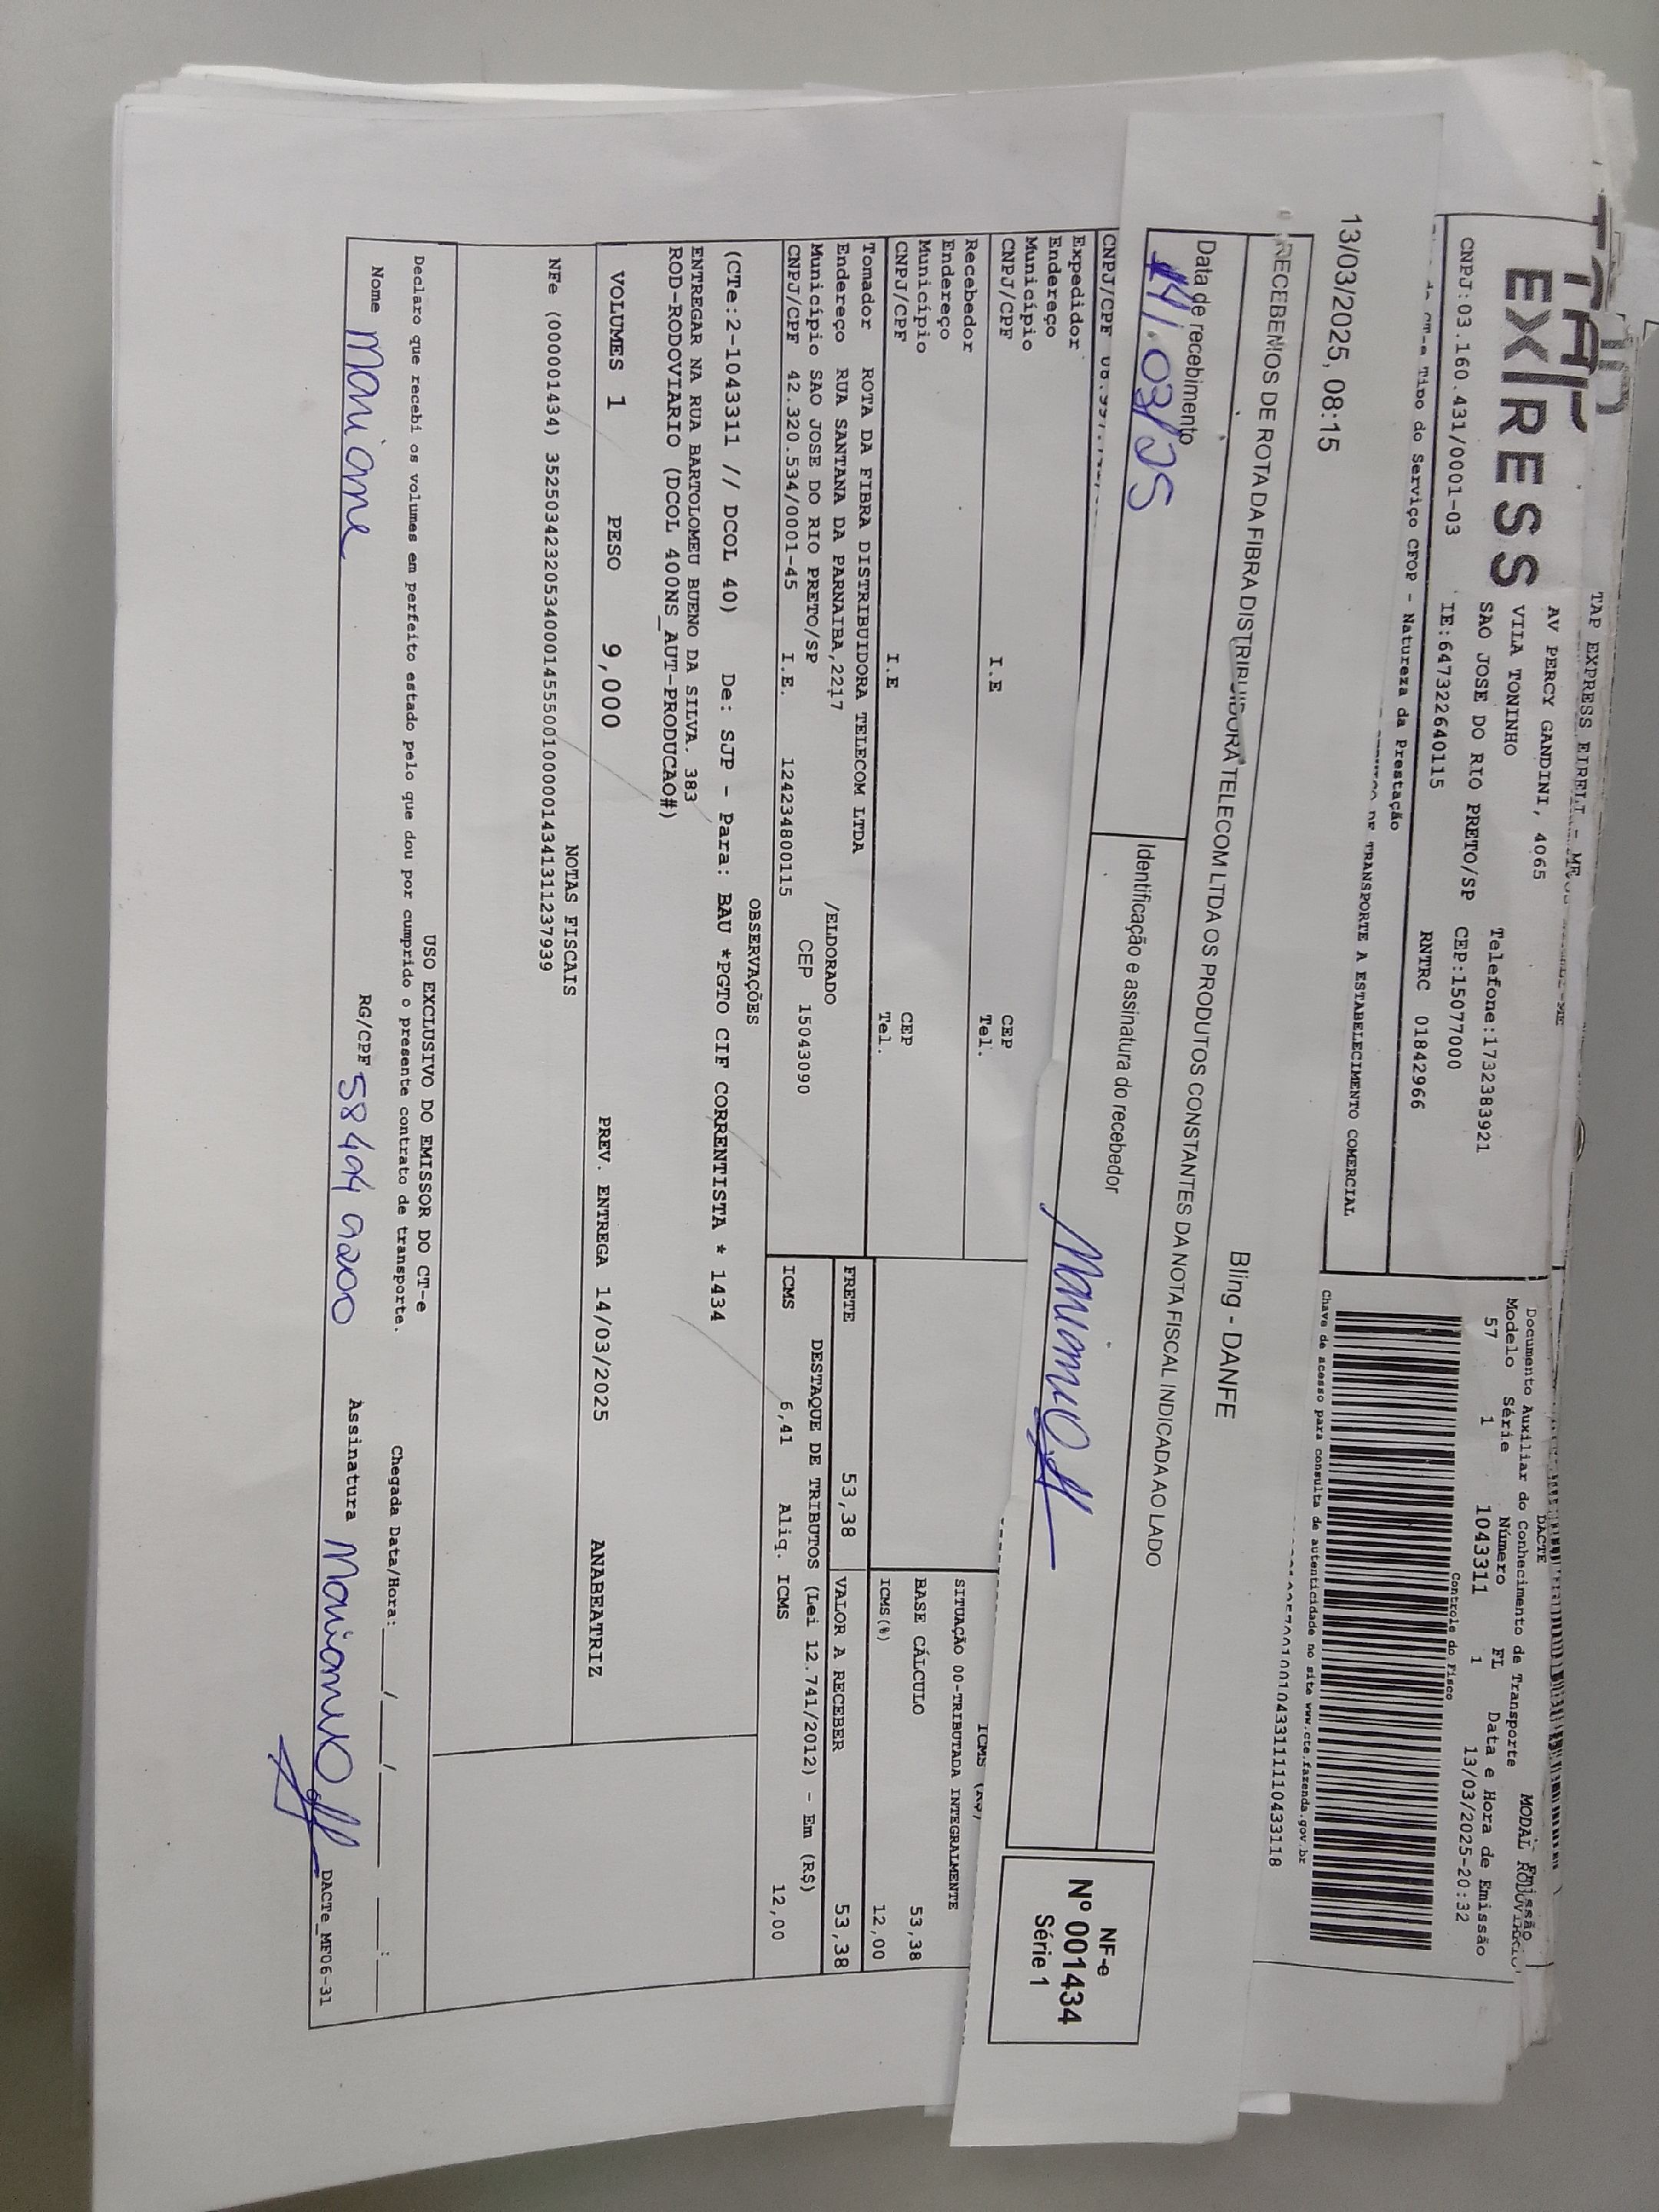 TAP EXPRESS EIRELI - ME
EXPRESS
AV PERCY GANDINI, 4065
VILA TONINHO
SAO JOSE DO RIO PRETO/SP
Telefone:1732383921
CEP:15077000
CNPJ:03.160.431/0001-03
IE:647322640115
RNTRC 01842966
DACTE
Documento Auxiliar do Conhecimento de Transporte
MODAL
Modelo Série Número FL Data e Hora de Emissão
57 1 1043311 1 13/03/2025-20:32
Controle do Fisco
Tipo do Serviço CFOP - Natureza da Prestação
DE TRANSPORTE A ESTABELECIMENTO COMERCIAL
Chave de acesso para consulta de autenticidade no site www.cte.fazenda.gov.br
13/03/2025, 08:15
Bling - DANFE
RECEBEMOS DE ROTA DA FIBRA DISTRIBUIDORA TELECOM LTDA OS PRODUTOS CONSTANTES DA NOTA FISCAL INDICADA AO LADO
Data de recebimento
Identificação e assinatura do recebedor
NF-e
Nº 001434
Série 1
CNPJ/CPF
Expedidor
Endereço
Município
CNPJ/CPF I.E CEP
Tel.
Recebedor
Endereço
Município
CNPJ/CPF I.E CEP
Tel.
SITUAÇÃO 00-TRIBUTADA INTEGRALMENTE
BASE CÁLCULO 53,38
ICMS(%) 12,00
Tomador ROTA DA FIBRA DISTRIBUIDORA TELECOM LTDA
Endereço RUA SANTANA DA PARNAIBA,2217 /ELDORADO
Município SAO JOSE DO RIO PRETO/SP CEP 15043090
CNPJ/CPF 42.320.534/0001-45 I.E. 124234800115
FRETE 53,38 VALOR A RECEBER 53,38
DESTAQUE DE TRIBUTOS (Lei 12.741/2012) - Em (R$)
ICMS 6,41 Aliq. ICMS 12,00
OBSERVAÇÕES
(CTe:2-1043311 // DCOL 40) De: SJP - Para: BAU *PGTO CIF CORRENTISTA * 1434
ENTREGAR NA RUA BARTOLOMEU BUENO DA SILVA. 383
ROD-RODOVIARIO (DCOL 400NS_AUT-PRODUCAO#)
VOLUMES 1 PESO 9,000 PREV. ENTREGA 14/03/2025 ANABEATRIZ
NOTAS FISCAIS
NFe (000001434) 35250342320534000145550010000014341311237939
USO EXCLUSIVO DO EMISSOR DO CT-e
Declaro que recebi os volumes em perfeito estado pelo que dou por cumprido o presente contrato de transporte.
Chegada Data/Hora: ____/____/____ ____:____
Nome RG/CPF Assinatura
DACTe_MF06-31